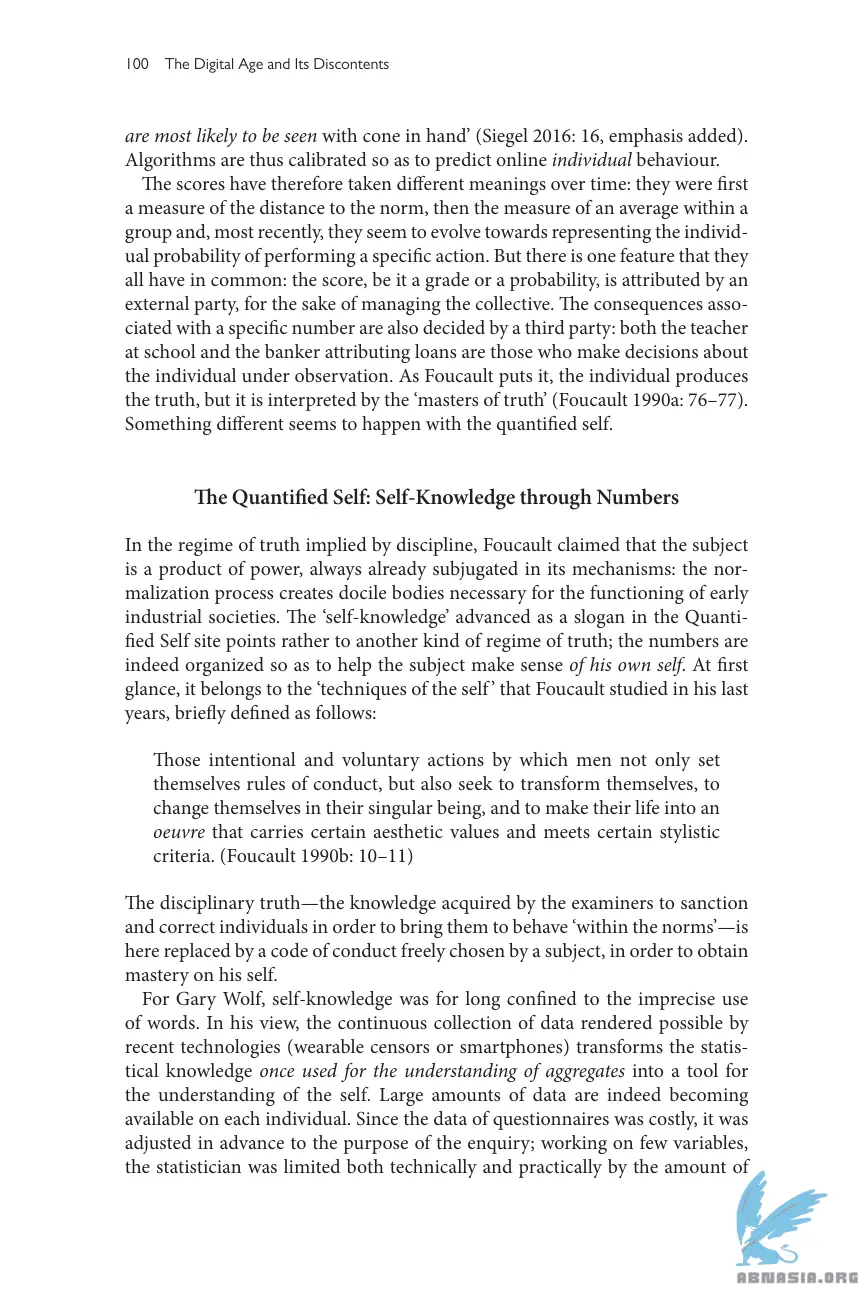 100 The Digital Age and Its Discontents
are most likely to be seen with cone in hand’ (Siegel 2016: 16, emphasis added).
Algorithms are thus calibrated so as to predict online individual behaviour.
The scores have therefore taken different meanings over time: they were first
a measure of the distance to the norm, then the measure of an average within a
group and, most recently, they seem to evolve towards representing the individ-
ual probability of performing a specific action. But there is one feature that they
all have in common: the score, be it a grade or a probability, is attributed by an
external party, for the sake of managing the collective. The consequences asso-
ciated with a specific number are also decided by a third party: both the teacher
at school and the banker attributing loans are those who make decisions about
the individual under observation. As Foucault puts it, the individual produces
the truth, but it is interpreted by the ‘masters of truth’ (Foucault 1990a: 76–77).
Something different seems to happen with the quantified self.
The Quantified Self: Self-Knowledge through Numbers
In the regime of truth implied by discipline, Foucault claimed that the subject
is a product of power, always already subjugated in its mechanisms: the nor-
malization process creates docile bodies necessary for the functioning of early
industrial societies. The ‘self-knowledge’ advanced as a slogan in the Quanti-
fied Self site points rather to another kind of regime of truth; the numbers are
indeed organized so as to help the subject make sense of his own self. At first
glance, it belongs to the ‘techniques of the self’ that Foucault studied in his last
years, briefly defined as follows:
Those intentional and voluntary actions by which men not only set
themselves rules of conduct, but also seek to transform themselves, to
change themselves in their singular being, and to make their life into an
oeuvre that carries certain aesthetic values and meets certain stylistic
criteria. (Foucault 1990b: 10–11)
The disciplinary truth—the knowledge acquired by the examiners to sanction
and correct individuals in order to bring them to behave ‘within the norms’—is
here replaced by a code of conduct freely chosen by a subject, in order to obtain
mastery on his self.
For Gary Wolf, self-knowledge was for long confined to the imprecise use
of words. In his view, the continuous collection of data rendered possible by
recent technologies (wearable censors or smartphones) transforms the statis-
tical knowledge once used for the understanding of aggregates into a tool for
the understanding of the self. Large amounts of data are indeed becoming
available on each individual. Since the data of questionnaires was costly, it was
adjusted in advance to the purpose of the enquiry; working on few variables,
the statistician was limited both technically and practically by the amount of
ABNASIA.ORG